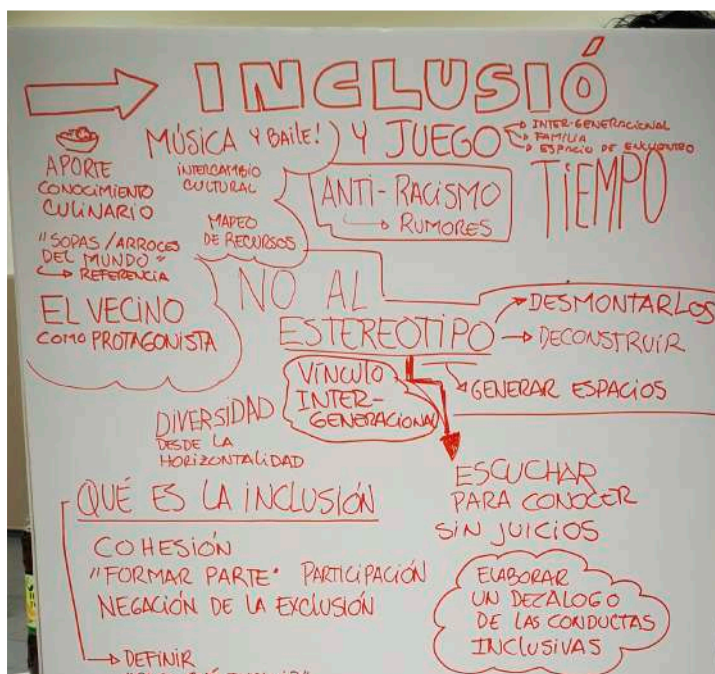 INCLUSIÓ
MÚSICA Y BAILE! Y JUEGO
INTER-GENERACIONAL
FAMILIA
ESPACIO DE ENCUENTRO
TIEMPO
APORTE
CONOCIMIENTO
CULINARIO
"SOPAS/ARROCES
DEL MUNDO"
REFERENCIA
EL VECINO
COMO PROTAGONISTA
INTERCAMBIO
CULTURAL
MAPEO
DE RECURSOS
ANTI-RACISMO
RUMORES
NO AL
ESTEREOTIPO
DESMONTARLOS
DECONSTRUIR
GENERAR ESPACIOS
VÍNCULO
INTER-
GENERACIONAL
DIVERSIDAD
DESDE LA
HORIZONTALIDAD
ESCUCHAR
PARA CONOCER
SIN JUICIOS
QUÉ ES LA INCLUSIÓN
COHESIÓN
"FORMAR PARTE" PARTICIPACIÓN
NEGACIÓN DE LA EXCLUSIÓN
DEFINIR
ELABORAR
UN DECÁLOGO
DE LAS CONDUCTAS
INCLUSIVAS